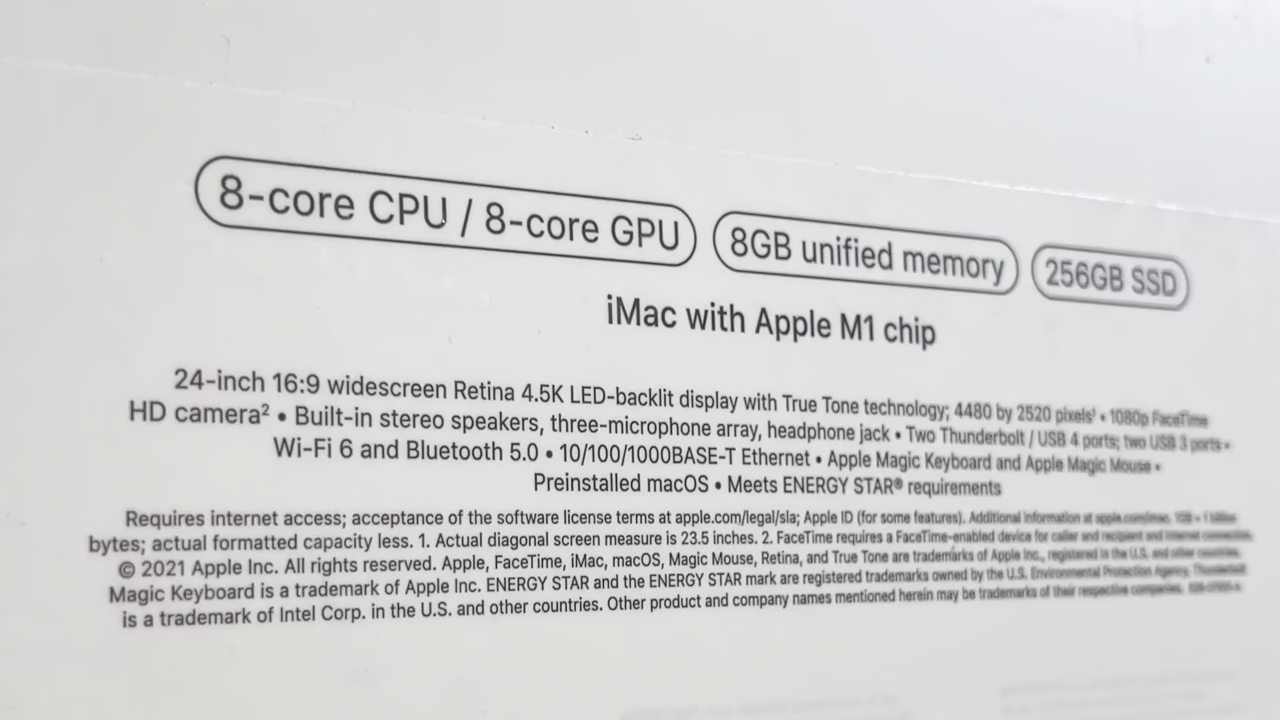 8-core CPU / 8-core GPU 8GB unified memory 256GB SSD
iMac with Apple M1 chip
24-inch 16:9 widescreen Retina 4.5K LED-backlit display with True Tone technology; 4480 by 2520 pixels¹ • 1080p FaceTime
HD camera² • Built-in stereo speakers, three-microphone array, headphone jack • Two Thunderbolt / USB 4 ports; two USB 3 ports •
Wi-Fi 6 and Bluetooth 5.0 • 10/100/1000BASE-T Ethernet • Apple Magic Keyboard and Apple Magic Mouse •
Preinstalled macOS • Meets ENERGY STAR® requirements
Requires internet access; acceptance of the software license terms at apple.com/legal/sla; Apple ID (for some features). Additional information at apple.com/imac.
bytes; actual formatted capacity less. 1. Actual diagonal screen measure is 23.5 inches. 2. FaceTime requires a FaceTime-enabled device for caller and recipient and internet connection.
© 2021 Apple Inc. All rights reserved. Apple, FaceTime, iMac, macOS, Magic Mouse, Retina, and True Tone are trademarks of Apple Inc., registered in the U.S. and other countries.
Magic Keyboard is a trademark of Apple Inc. ENERGY STAR and the ENERGY STAR mark are registered trademarks owned by the U.S. Environmental Protection Agency. Thunderbolt
is a trademark of Intel Corp. in the U.S. and other countries. Other product and company names mentioned herein may be trademarks of their respective companies.